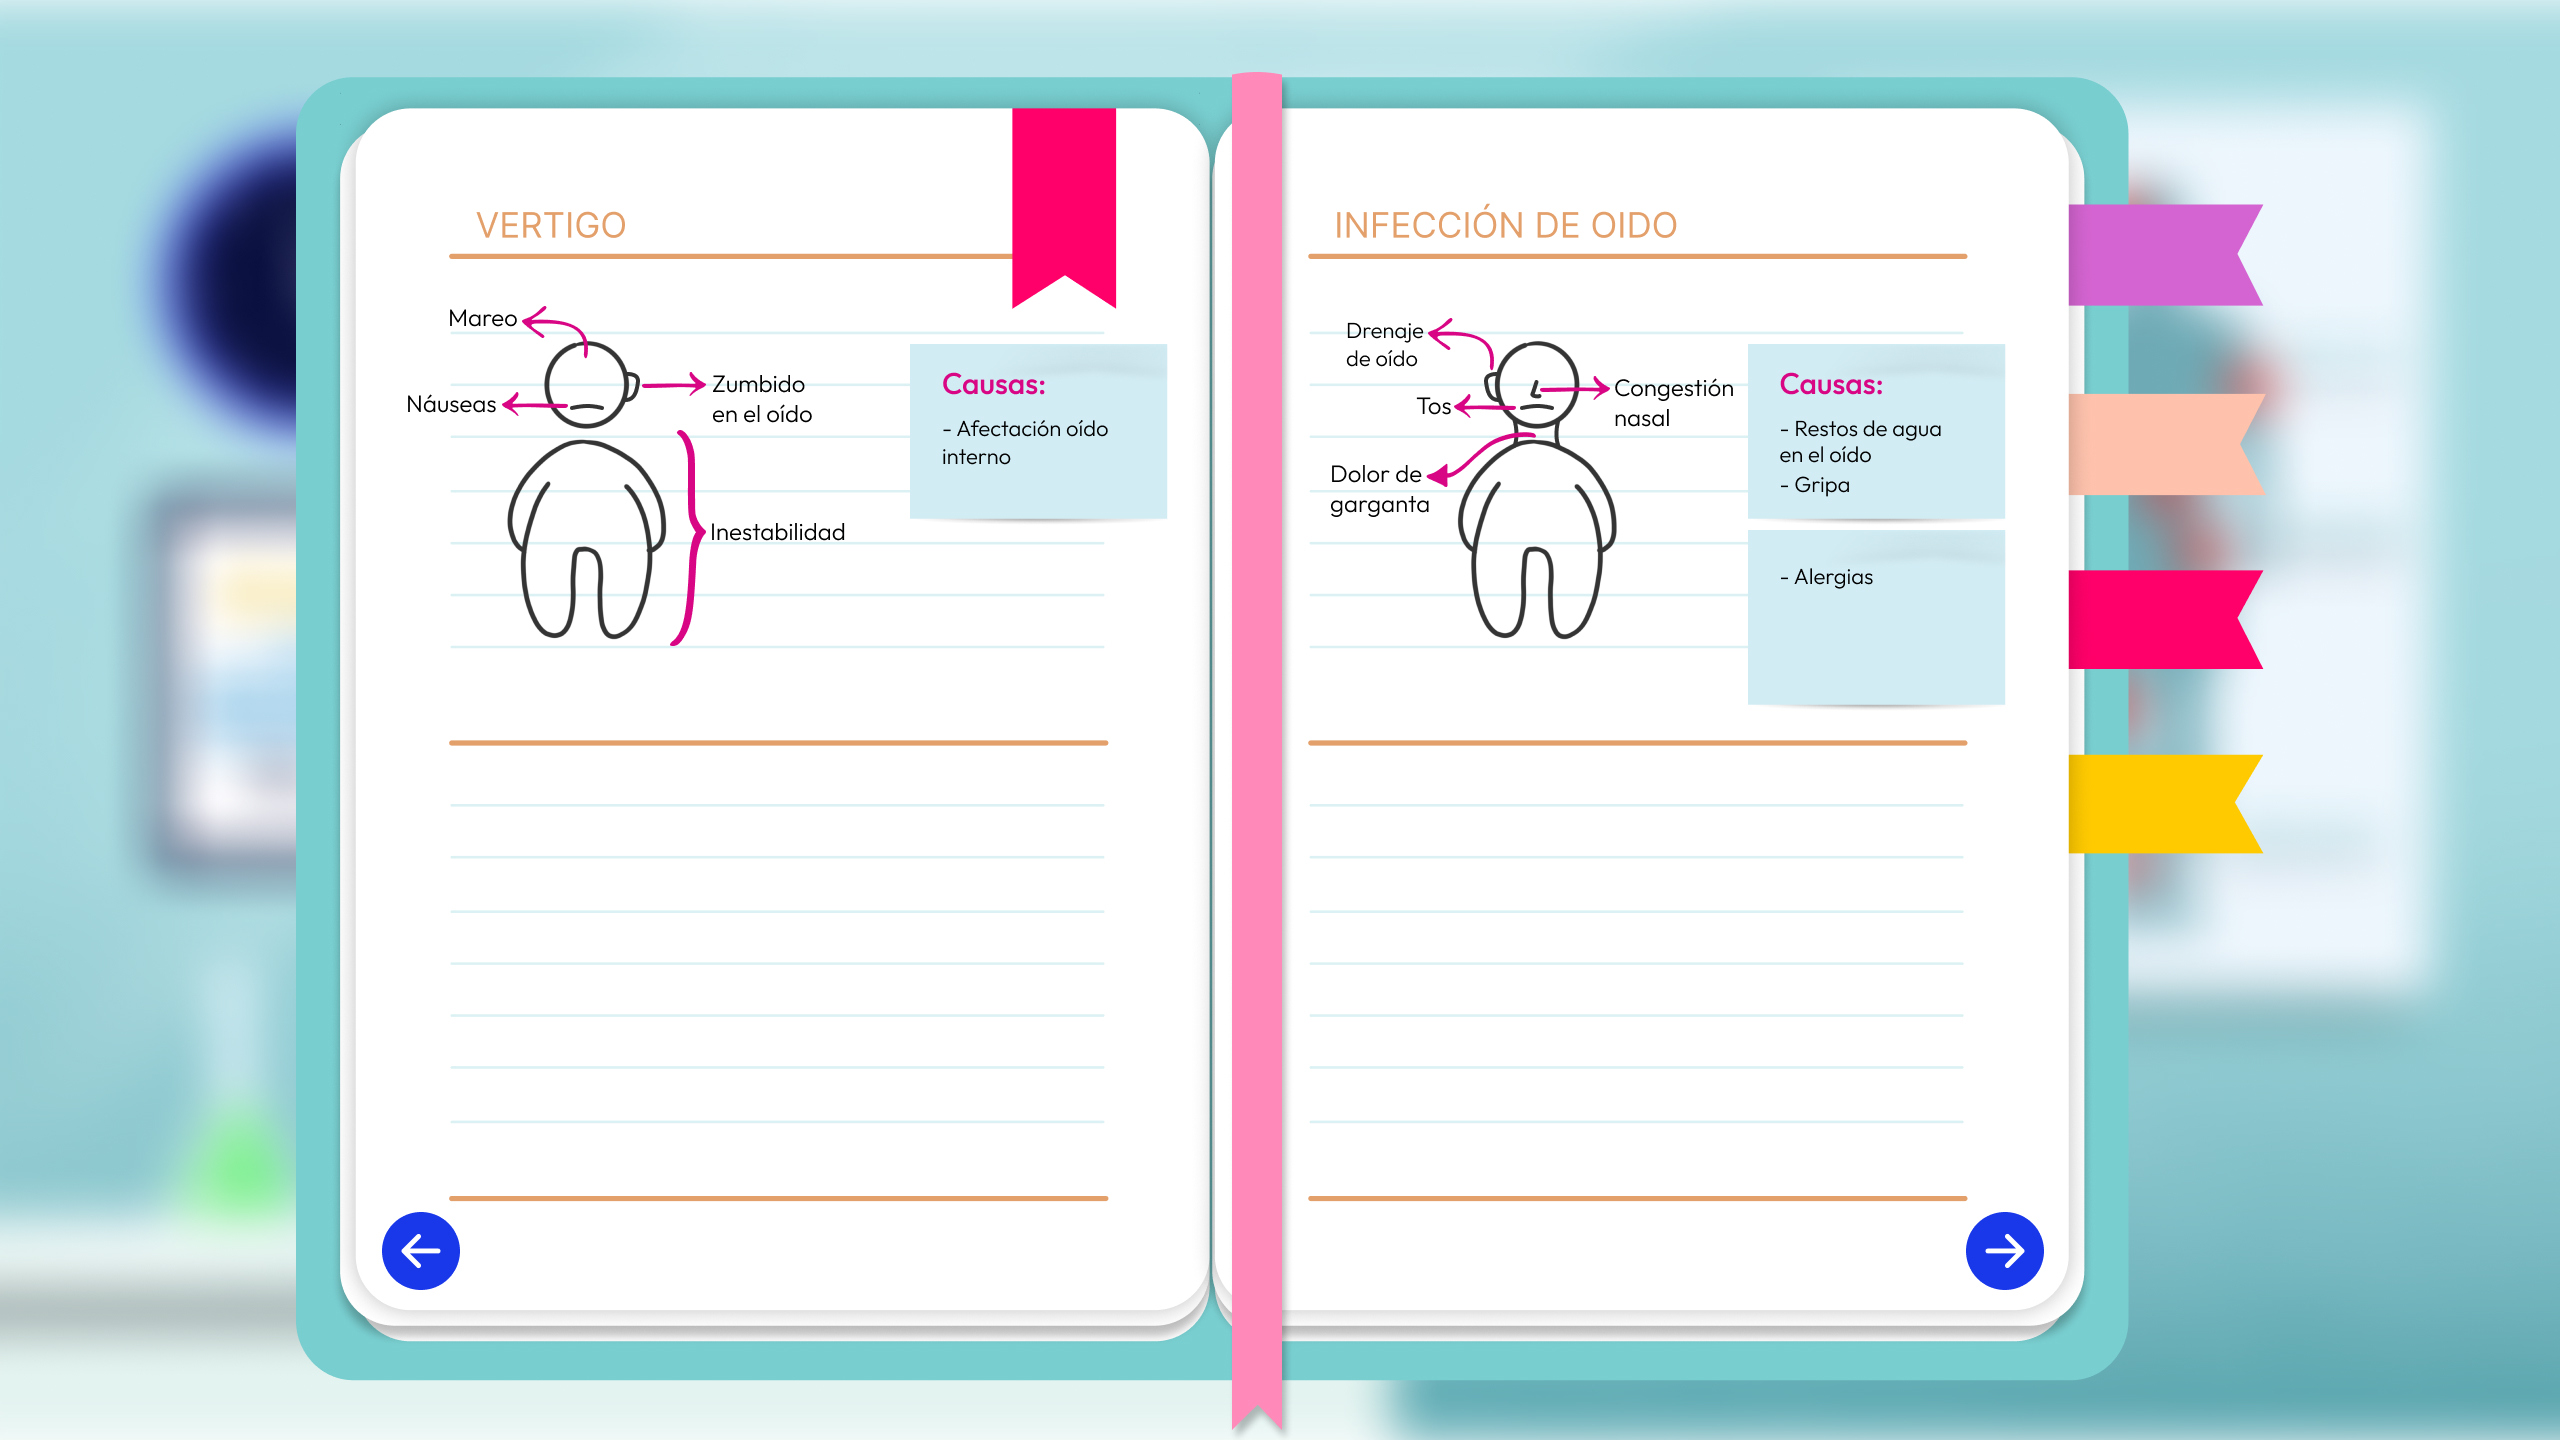 VERTIGO
Mareo
Náuseas
Zumbido
en el oído
Inestabilidad
Causas:
- Afectación oído
interno
INFECCIÓN DE OIDO
Drenaje
de oído
Tos
Congestión
nasal
Dolor de
garganta
Causas:
- Restos de agua
en el oído
- Gripa
- Alergias